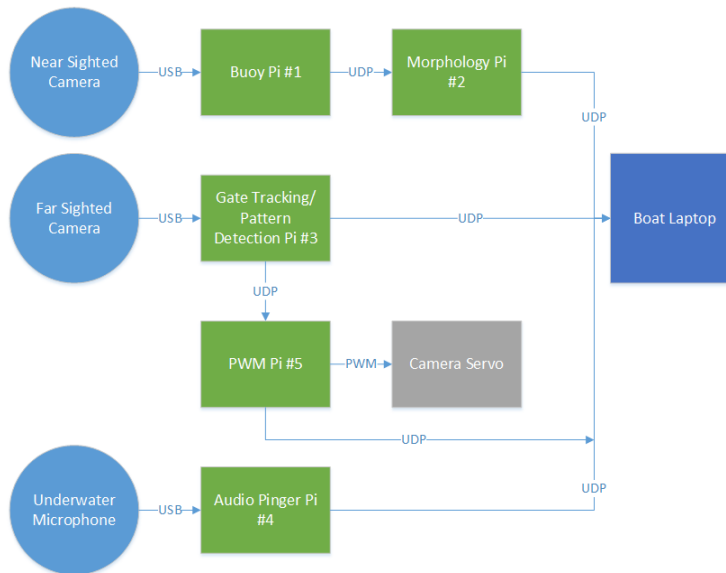 Near Sighted
Camera
USB
Buoy Pi #1
UDP
Morphology Pi
#2
UDP
Far Sighted
Camera
USB
Gate Tracking/
Pattern
Detection Pi #3
UDP
Boat Laptop
UDP
PWM Pi #5
PWM
Camera Servo
UDP
Underwater
Microphone
USB
Audio Pinger Pi
#4
UDP